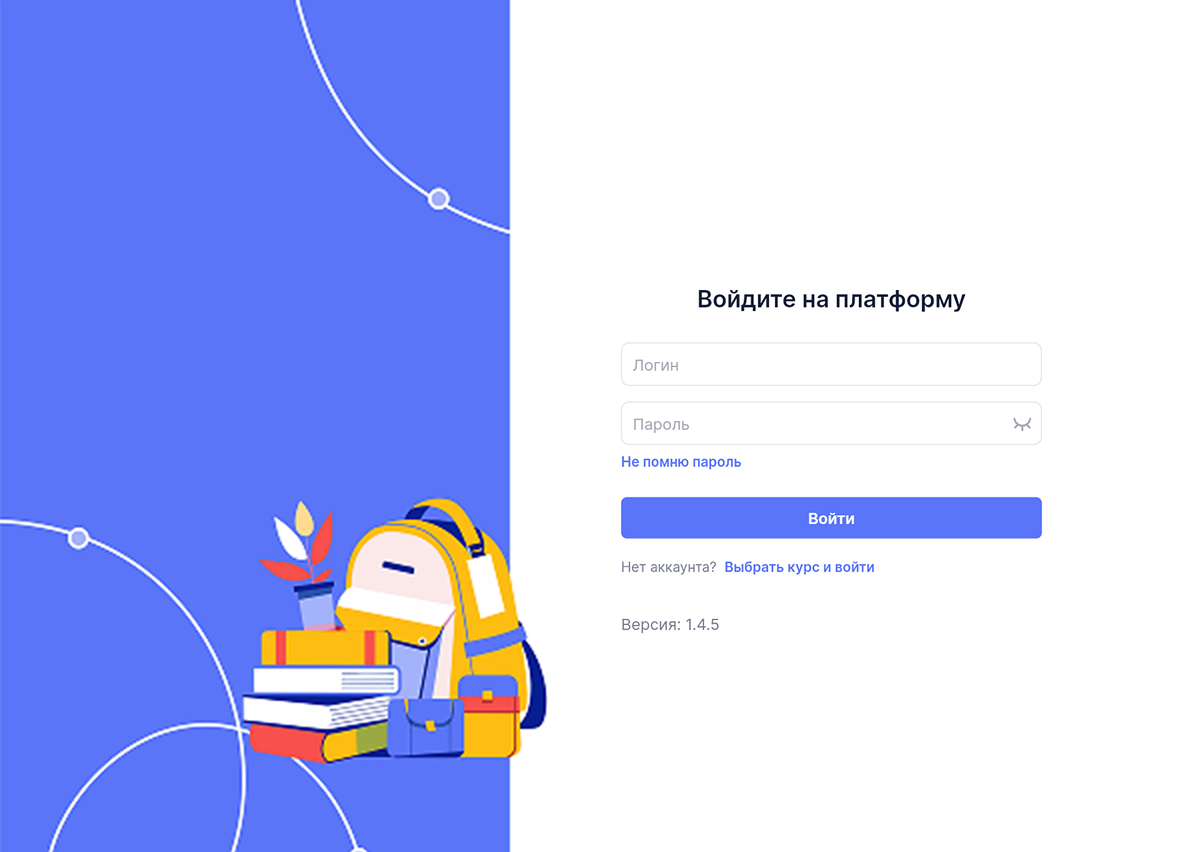 Войдите на платформу
Логин
Пароль
Не помню пароль
Войти
Нет аккаунта? Выбрать курс и войти
Версия: 1.4.5